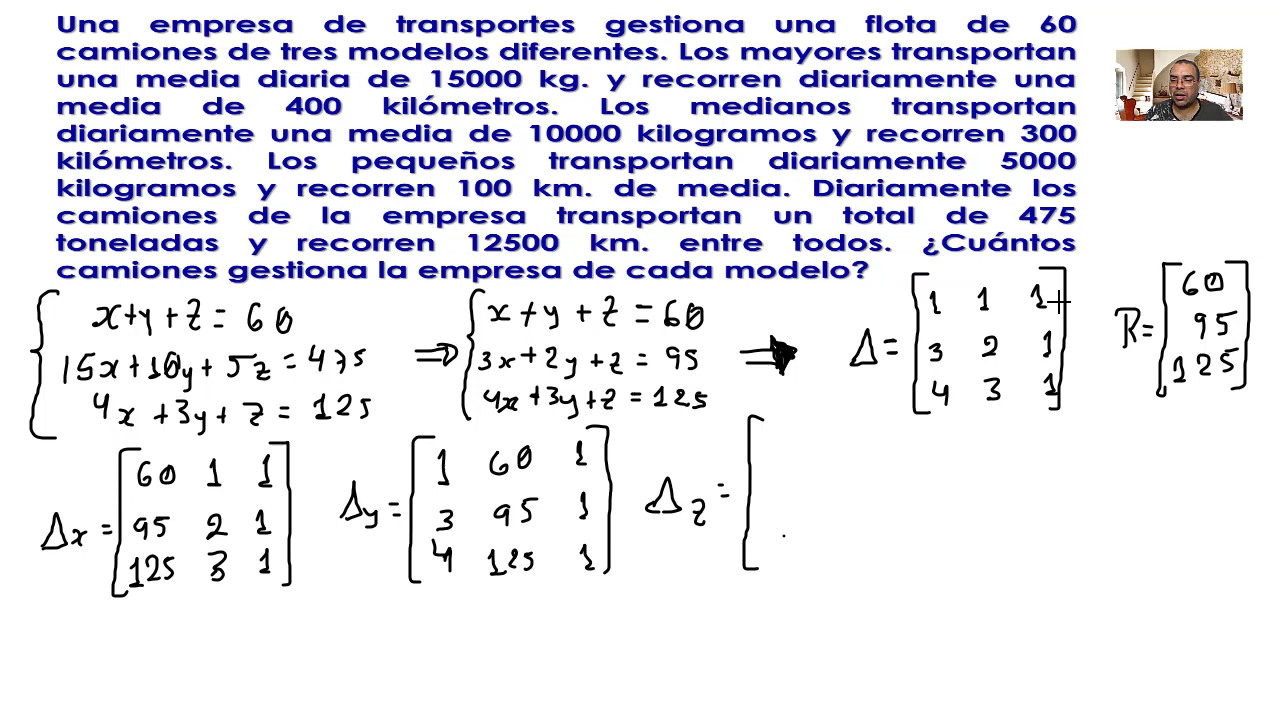 Una empresa de transportes gestiona una flota de 60
camiones de tres modelos diferentes. Los mayores transportan
una media diaria de 15000 kg. y recorren diariamente una
media de 400 kilómetros. Los medianos transportan
diariamente una media de 10000 kilogramos y recorren 300
kilómetros. Los pequeños transportan diariamente 5000
kilogramos y recorren 100 km. de media. Diariamente los
camiones de la empresa transportan un total de 475
toneladas y recorren 12500 km. entre todos. ¿Cuántos
camiones gestiona la empresa de cada modelo?
x+y+z=60
15x+10y+5z=475
4x+3y+z=125
⇒
x+y+z=60
3x+2y+z=95
4x+3y+z=125
⇒
Δ=
1 1 1
3 2 1
4 3 1
R=
60
95
125
Δx=
60 1 1
95 2 1
125 3 1
Δy=
1 60 1
3 95 1
4 125 1
Δz=